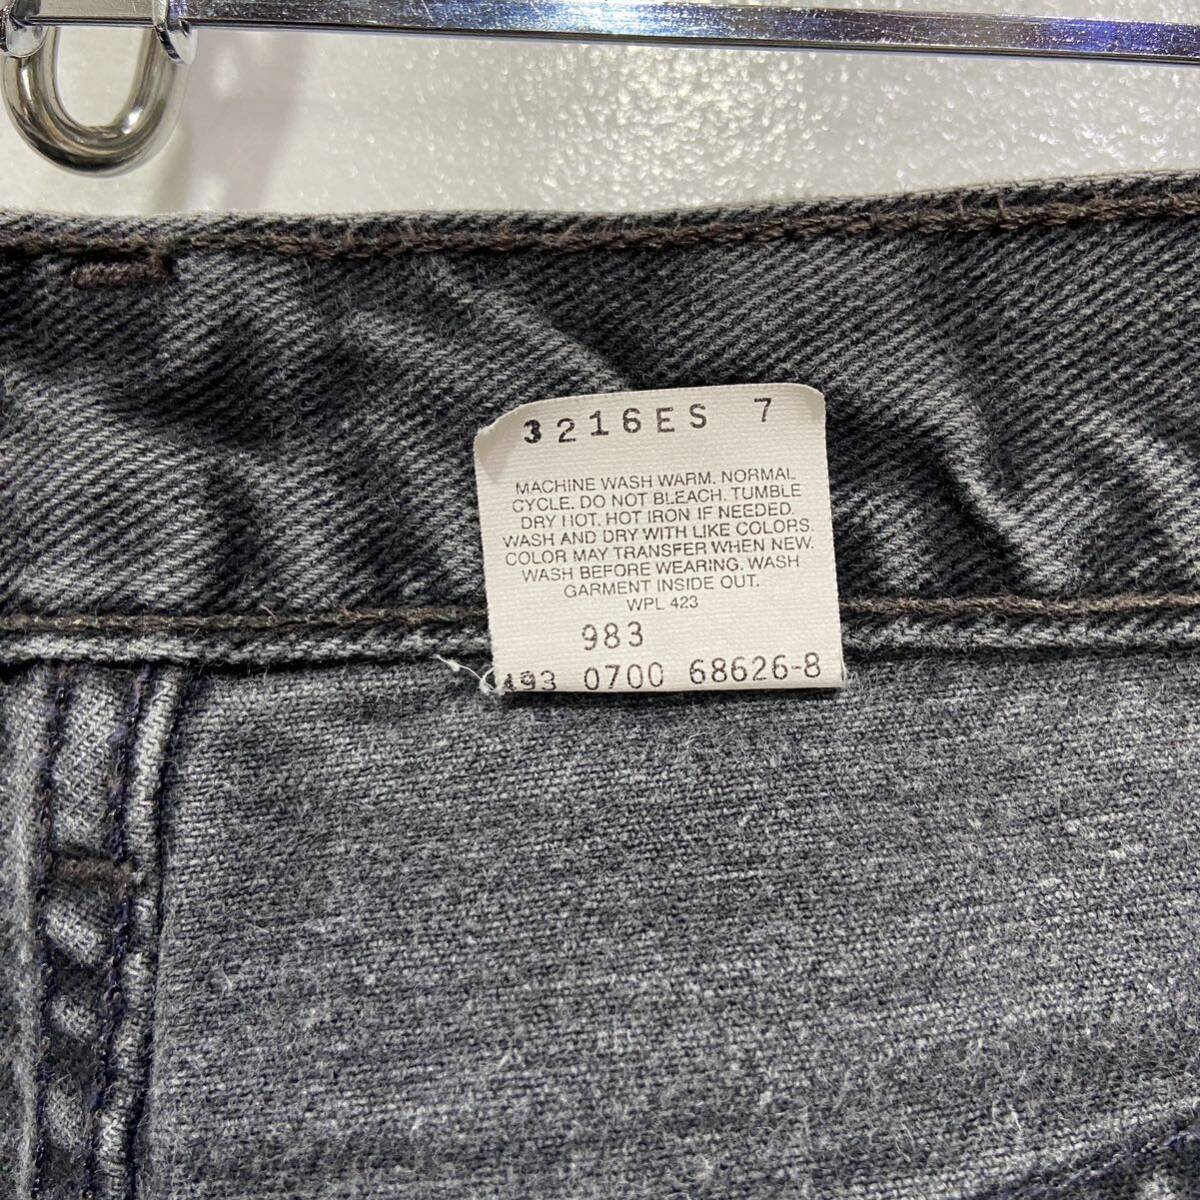 3216ES 7
MACHINE WASH WARM. NORMAL
CYCLE. DO NOT BLEACH. TUMBLE
DRY HOT. HOT IRON IF NEEDED.
WASH AND DRY WITH LIKE COLORS.
COLOR MAY TRANSFER WHEN NEW.
WASH BEFORE WEARING. WASH
GARMENT INSIDE OUT.
WPL 423
983
0700 68626-8